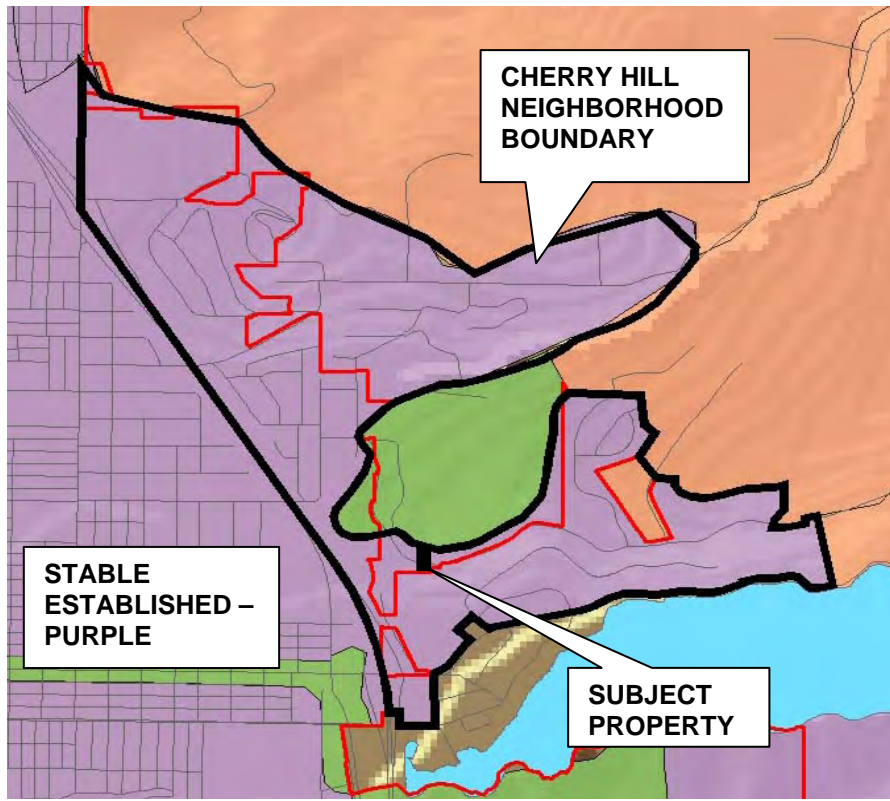 CHERRY HILL
NEIGHBORHOOD
BOUNDARY
STABLE
ESTABLISHED –
PURPLE
SUBJECT
PROPERTY